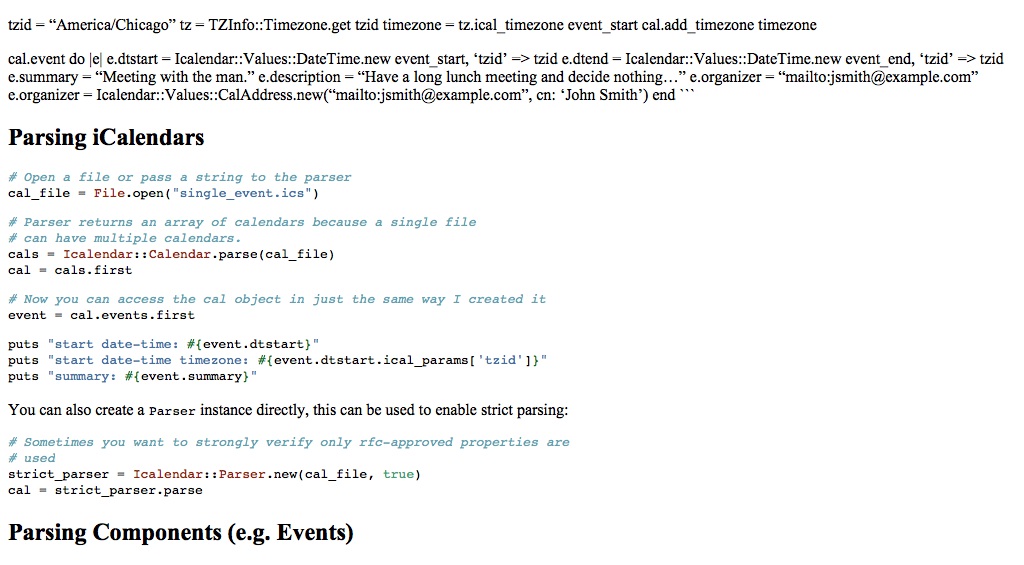 tzid = “America/Chicago” tz = TZInfo::Timezone.get tzid timezone = tz.ical_timezone event_start cal.add_timezone timezone
cal.event do |e| e.dtstart = Icalendar::Values::DateTime.new event_start, ‘tzid’ => tzid e.dtend = Icalendar::Values::DateTime.new event_end, ‘tzid’ => tzid
e.summary = “Meeting with the man.” e.description = “Have a long lunch meeting and decide nothing…” e.organizer = “mailto:jsmith@example.com”
e.organizer = Icalendar::Values::CalAddress.new(“mailto:jsmith@example.com”, cn: ‘John Smith’) end ```
Parsing iCalendars
# Open a file or pass a string to the parser
cal_file = File.open("single_event.ics")
# Parser returns an array of calendars because a single file
# can have multiple calendars.
cals = Icalendar::Calendar.parse(cal_file)
cal = cals.first
# Now you can access the cal object in just the same way I created it
event = cal.events.first
puts "start date-time: #{event.dtstart}"
puts "start date-time timezone: #{event.dtstart.ical_params['tzid']}"
puts "summary: #{event.summary}"
You can also create a Parser instance directly, this can be used to enable strict parsing:
# Sometimes you want to strongly verify only rfc-approved properties are
# used
strict_parser = Icalendar::Parser.new(cal_file, true)
cal = strict_parser.parse
Parsing Components (e.g. Events)